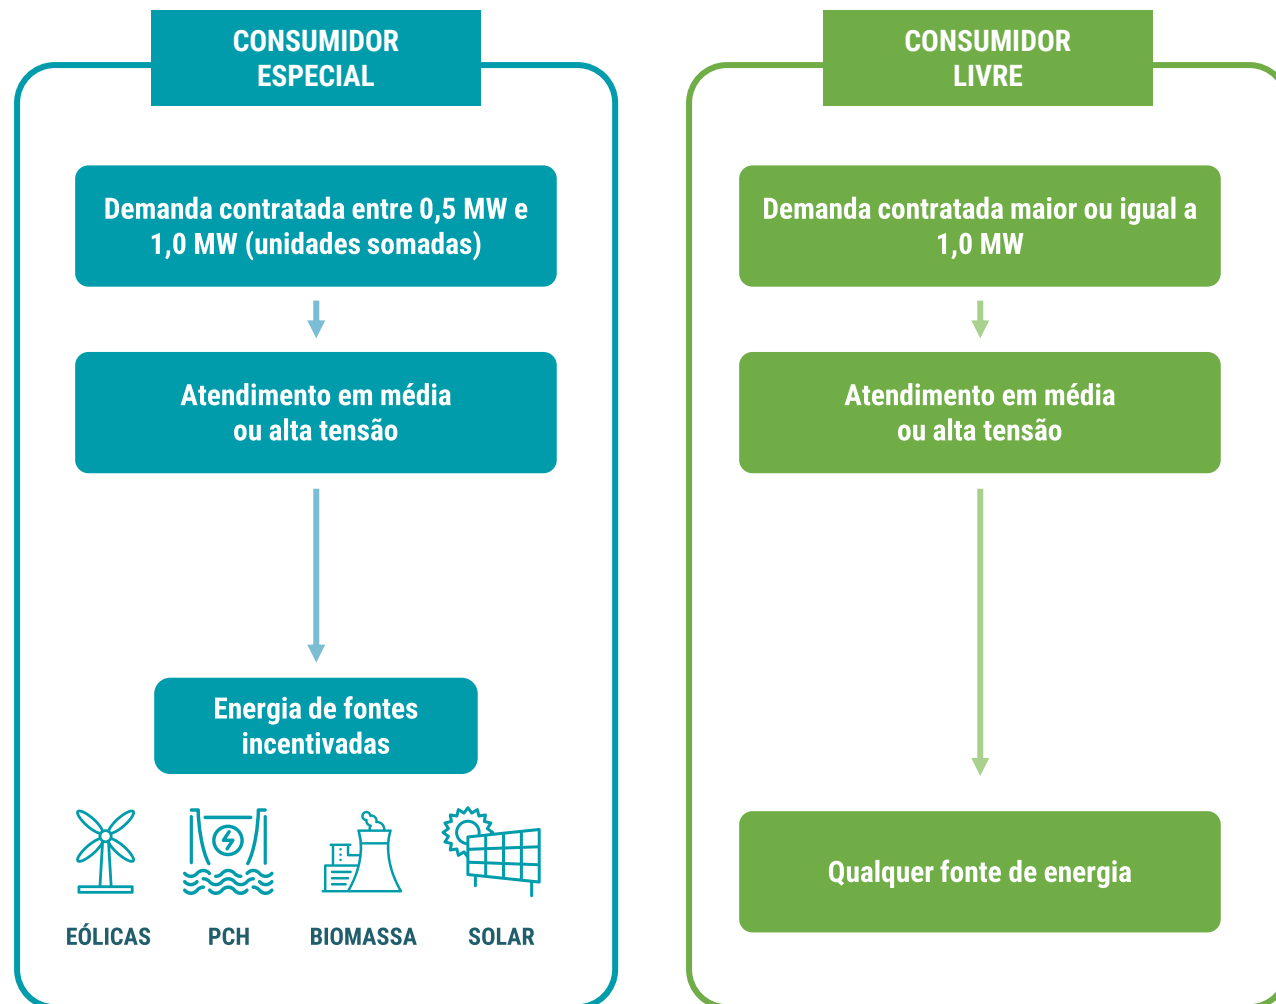 CONSUMIDOR
ESPECIAL
Demanda contratada entre 0,5 MW e
1,0 MW (unidades somadas)
Atendimento em média
ou alta tensão
Energia de fontes
incentivadas
EÓLICAS
PCH
BIOMASSA
SOLAR
CONSUMIDOR
LIVRE
Demanda contratada maior ou igual a
1,0 MW
Atendimento em média
ou alta tensão
Qualquer fonte de energia